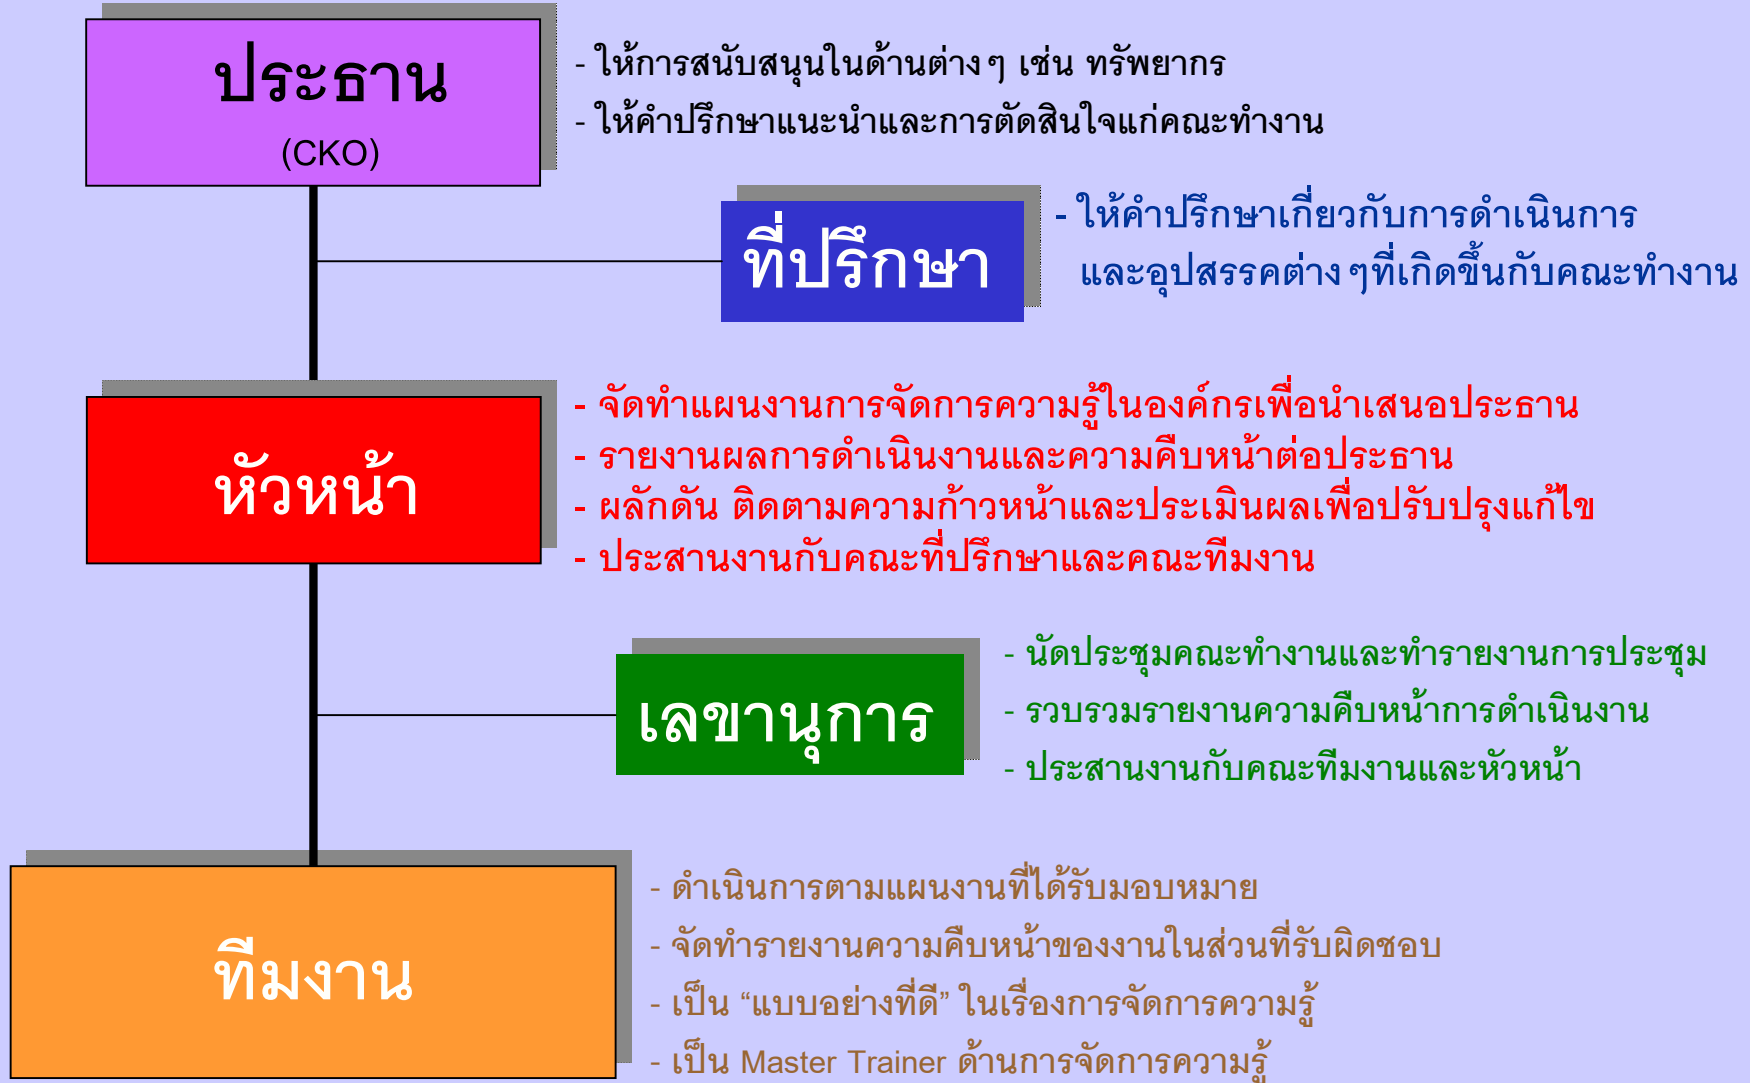 ประธาน
(CKO)
- ให้การสนับสนุนในด้านต่าง ๆ เช่น ทรัพยากร
- ให้คำปรึกษาแนะนำและการตัดสินใจแก่คณะทำงาน
ที่ปรึกษา
- ให้คำปรึกษาเกี่ยวกับการดำเนินการ
และอุปสรรคต่าง ๆที่เกิดขึ้นกับคณะทำงาน
หัวหน้า
- จัดทำแผนงานการจัดการความรู้ในองค์กรเพื่อนำเสนอประธาน
- รายงานผลการดำเนินงานและความคืบหน้าต่อประธาน
- ผลักดัน ติดตามความก้าวหน้าและประเมินผลเพื่อปรับปรุงแก้ไข
- ประสานงานกับคณะที่ปรึกษาและคณะทีมงาน
เลขานุการ
- นัดประชุมคณะทำงานและทำรายงานการประชุม
- รวบรวมรายงานความคืบหน้าการดำเนินงาน
- ประสานงานกับคณะทีมงานและหัวหน้า
ทีมงาน
- ดำเนินการตามแผนงานที่ได้รับมอบหมาย
- จัดทำรายงานความคืบหน้าของงานในส่วนที่รับผิดชอบ
- เป็น “แบบอย่างที่ดี” ในเรื่องการจัดการความรู้
- เป็น Master Trainer ด้านการจัดการความรู้